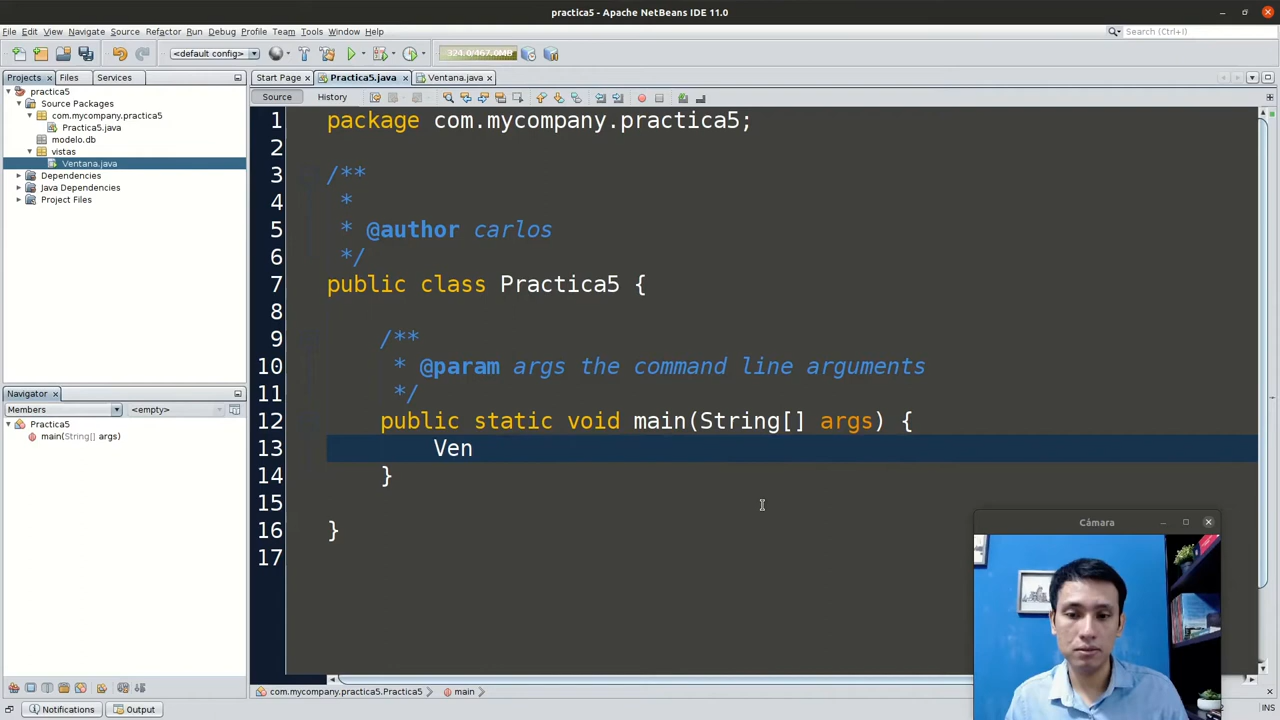 practica5 - Apache NetBeans IDE 11.0
File Edit View Navigate Source Refactor Run Debug Profile Team Tools Window Help
Search (Ctrl+I)
<default config>
324.0/467.0MB
Projects
Files
Services
Start Page
Practica5.java
Ventana.java
Source
History
practica5
Source Packages
com.mycompany.practica5
Practica5.java
modelo.db
vistas
Ventana.java
Dependencies
Java Dependencies
Project Files
1 package com.mycompany.practica5;
2
3 /**
4 *
5 * @author carlos
6 */
7 public class Practica5 {
8
9 /**
10 * @param args the command line arguments
11 */
12 public static void main(String[] args) {
13 Ven
14 }
15
16 }
17
Navigator
Members
<empty>
Practica5
main(String[] args)
Cámara
com.mycompany.practica5.Practica5
main
Notifications
Output
INS